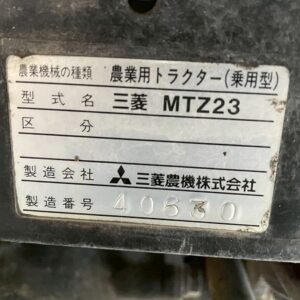 農業機械の種類 農業用トラクター(乗用型)
型式名 三菱 MTZ23
区分
製造会社 三菱農機株式会社
製造番号 40630